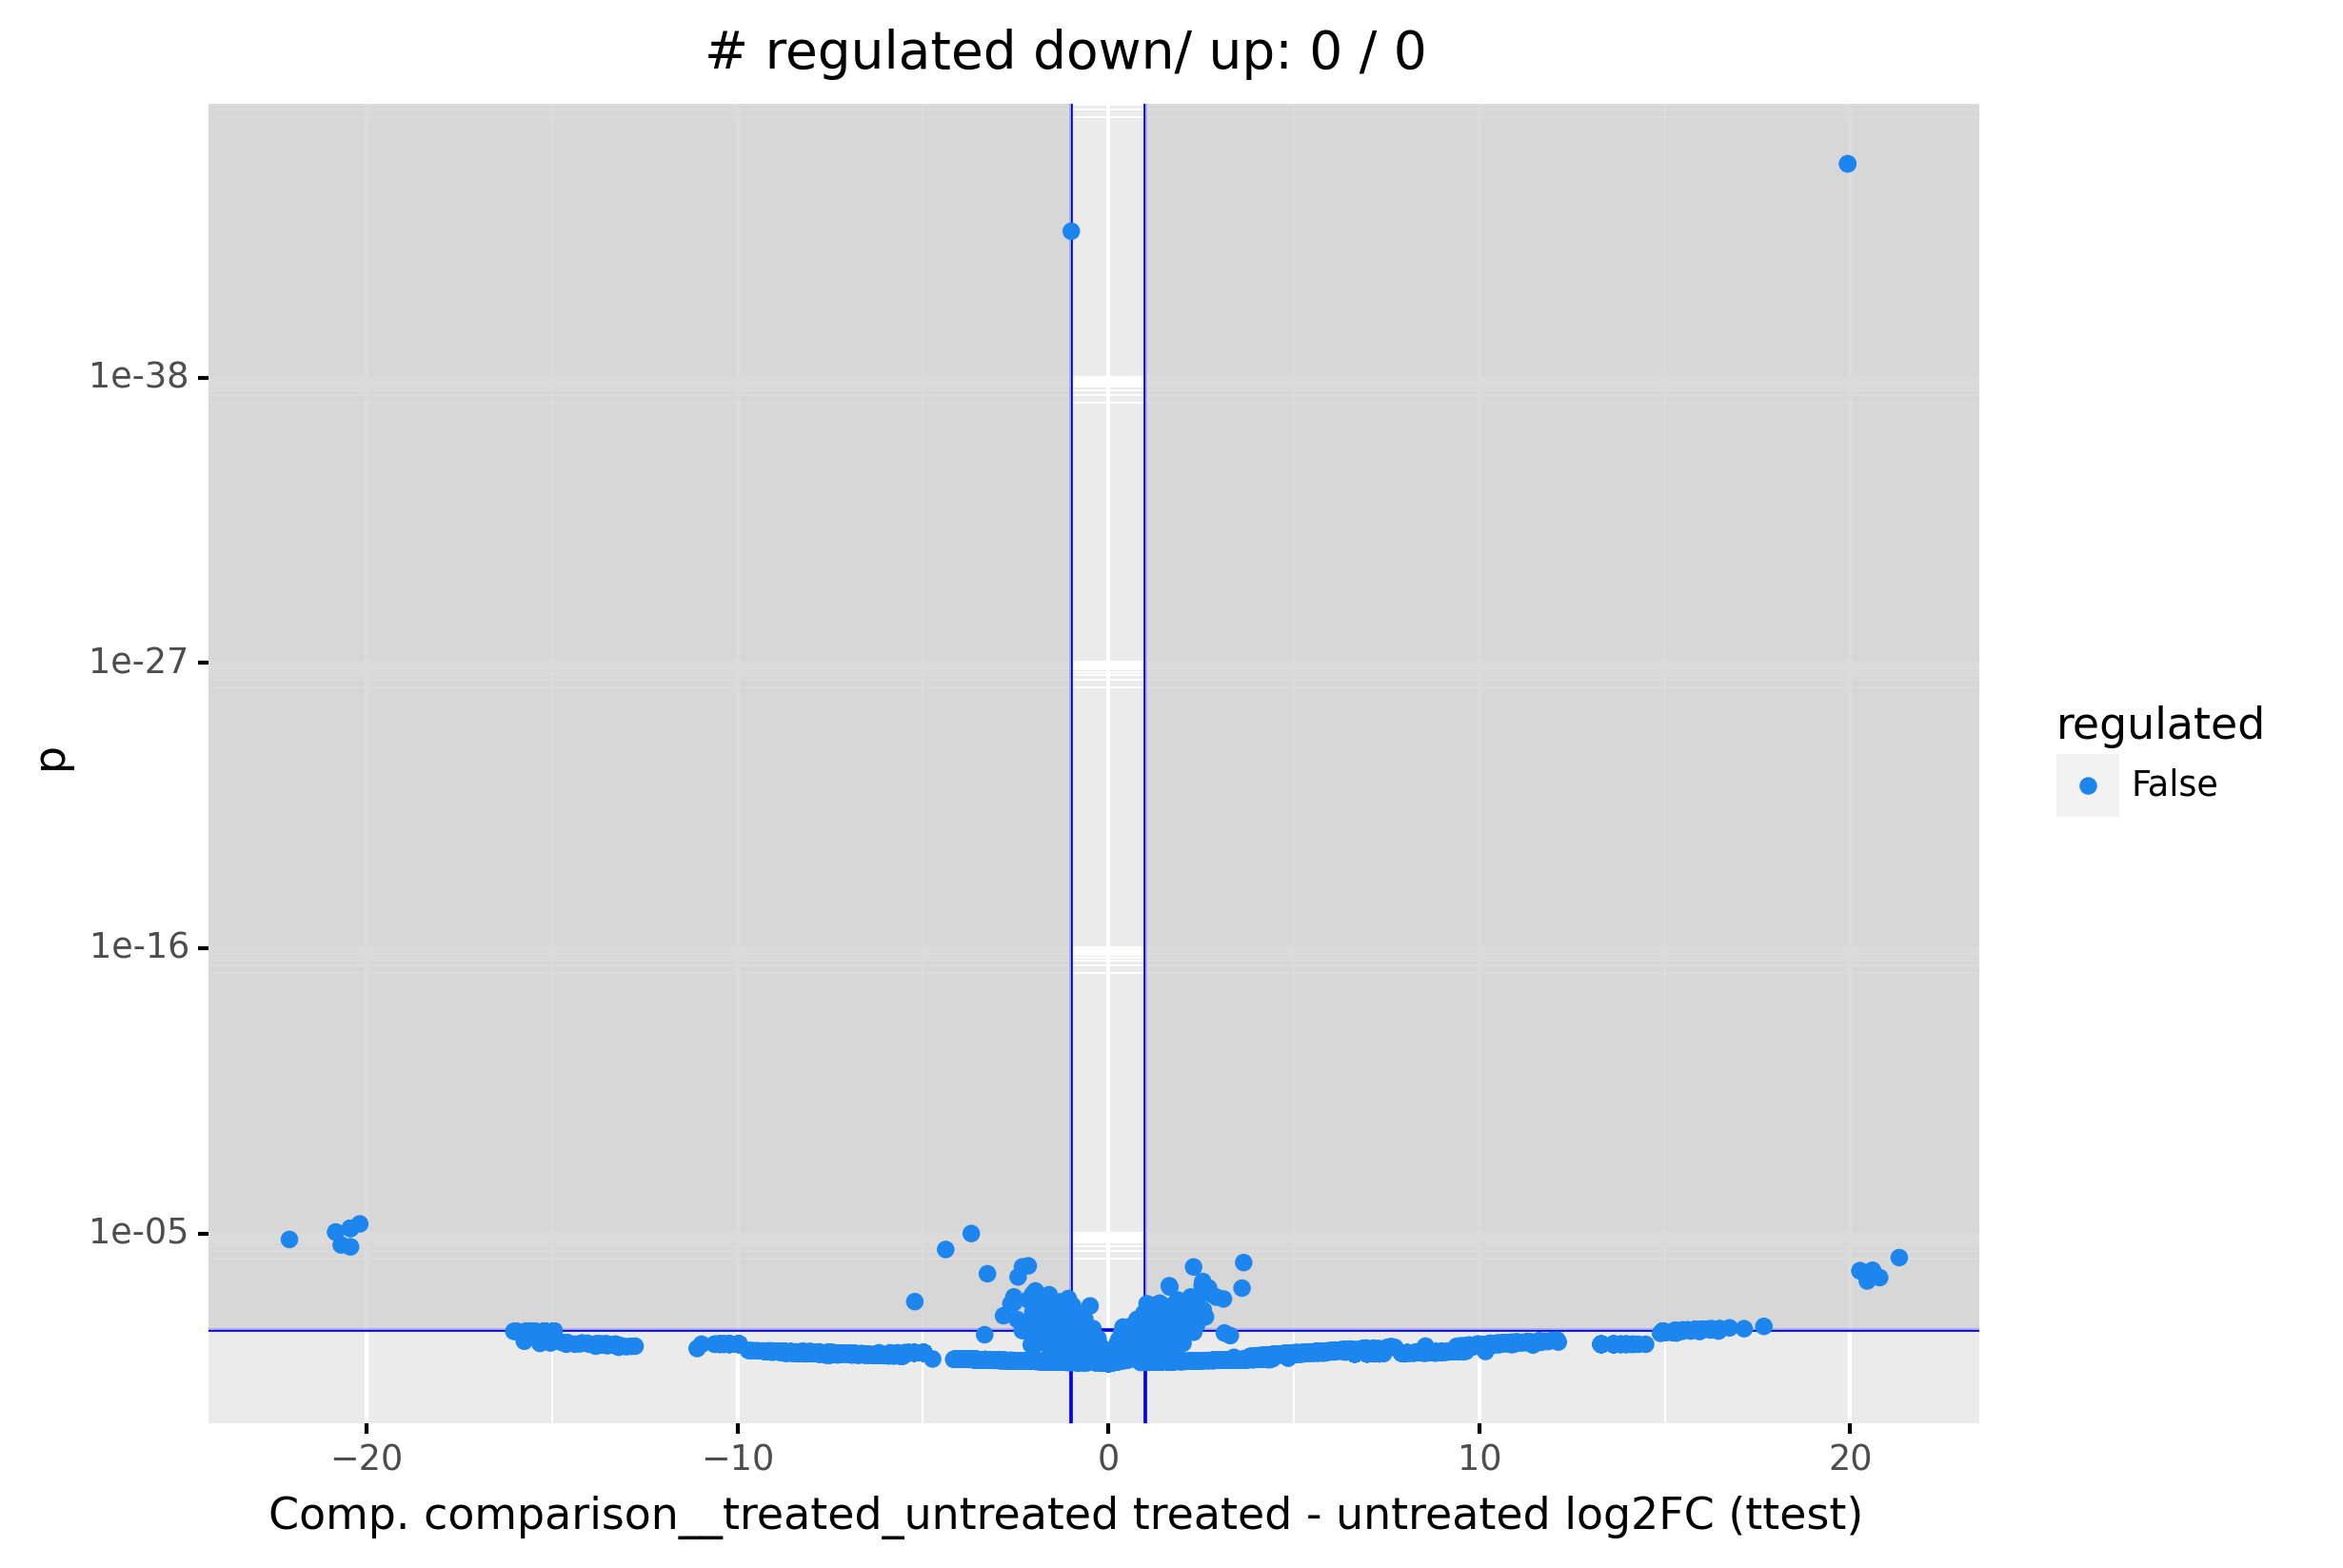 # regulated down/ up: 0 / 0
1e-38
1e-27
1e-16
1e-05
p
regulated
False
−20
−10
0
10
20
Comp. comparison__treated_untreated treated - untreated log2FC (ttest)